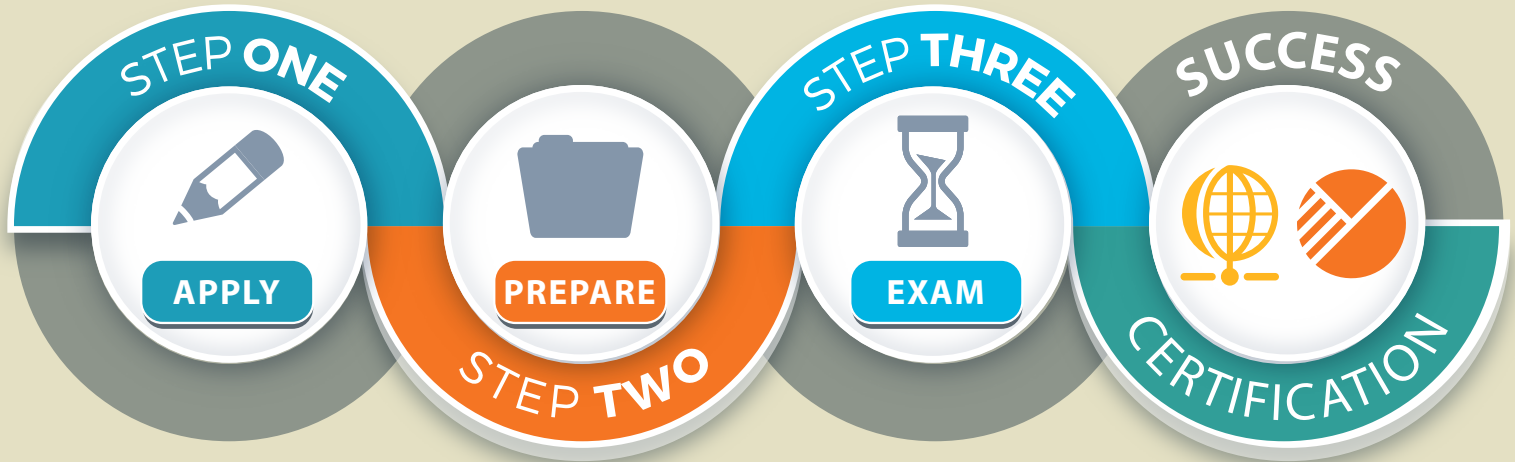 STEP ONE
APPLY
PREPARE
STEP TWO
STEP THREE
EXAM
SUCCESS
CERTIFICATION